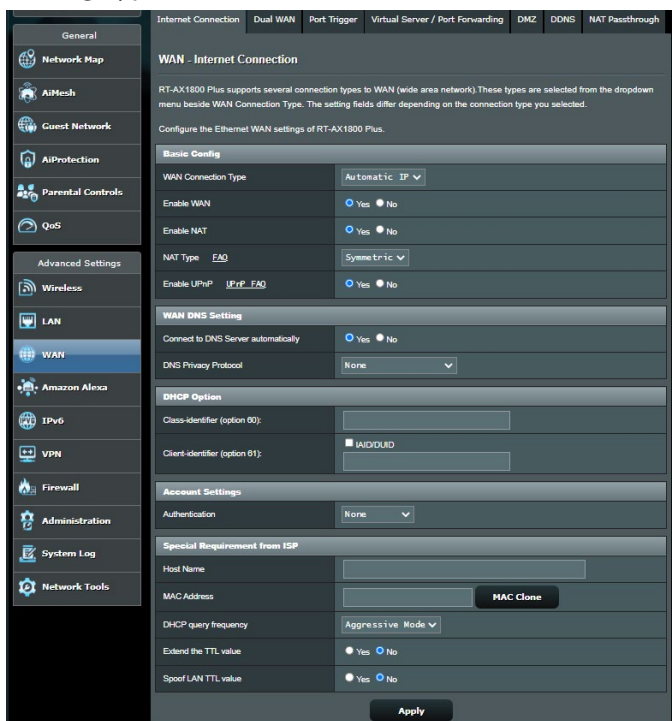 General
Network Map
AiMesh
Guest Network
AiProtection
Parental Controls
QoS
Advanced Settings
Wireless
LAN
WAN
Amazon Alexa
IPv6
VPN
Firewall
Administration
System Log
Network Tools
Internet Connection Dual WAN Port Trigger Virtual Server / Port Forwarding DMZ DDNS NAT Passthrough
WAN - Internet Connection
RT-AX1800 Plus supports several connection types to WAN (wide area network).These types are selected from the dropdown
menu beside WAN Connection Type. The setting fields differ depending on the connection type you selected.
Configure the Ethernet WAN settings of RT-AX1800 Plus.
Basic Config
WAN Connection Type Automatic IP
Enable WAN Yes No
Enable NAT Yes No
NAT Type FAQ Symmetric
Enable UPnP UPnP FAQ Yes No
WAN DNS Setting
Connect to DNS Server automatically Yes No
DNS Privacy Protocol None
DHCP Option
Class-identifier (option 60):
Client-identifier (option 61): IAID/DUID
Account Settings
Authentication None
Special Requirement from ISP
Host Name
MAC Address MAC Clone
DHCP query frequency Aggressive Mode
Extend the TTL value Yes No
Spoof LAN TTL value Yes No
Apply